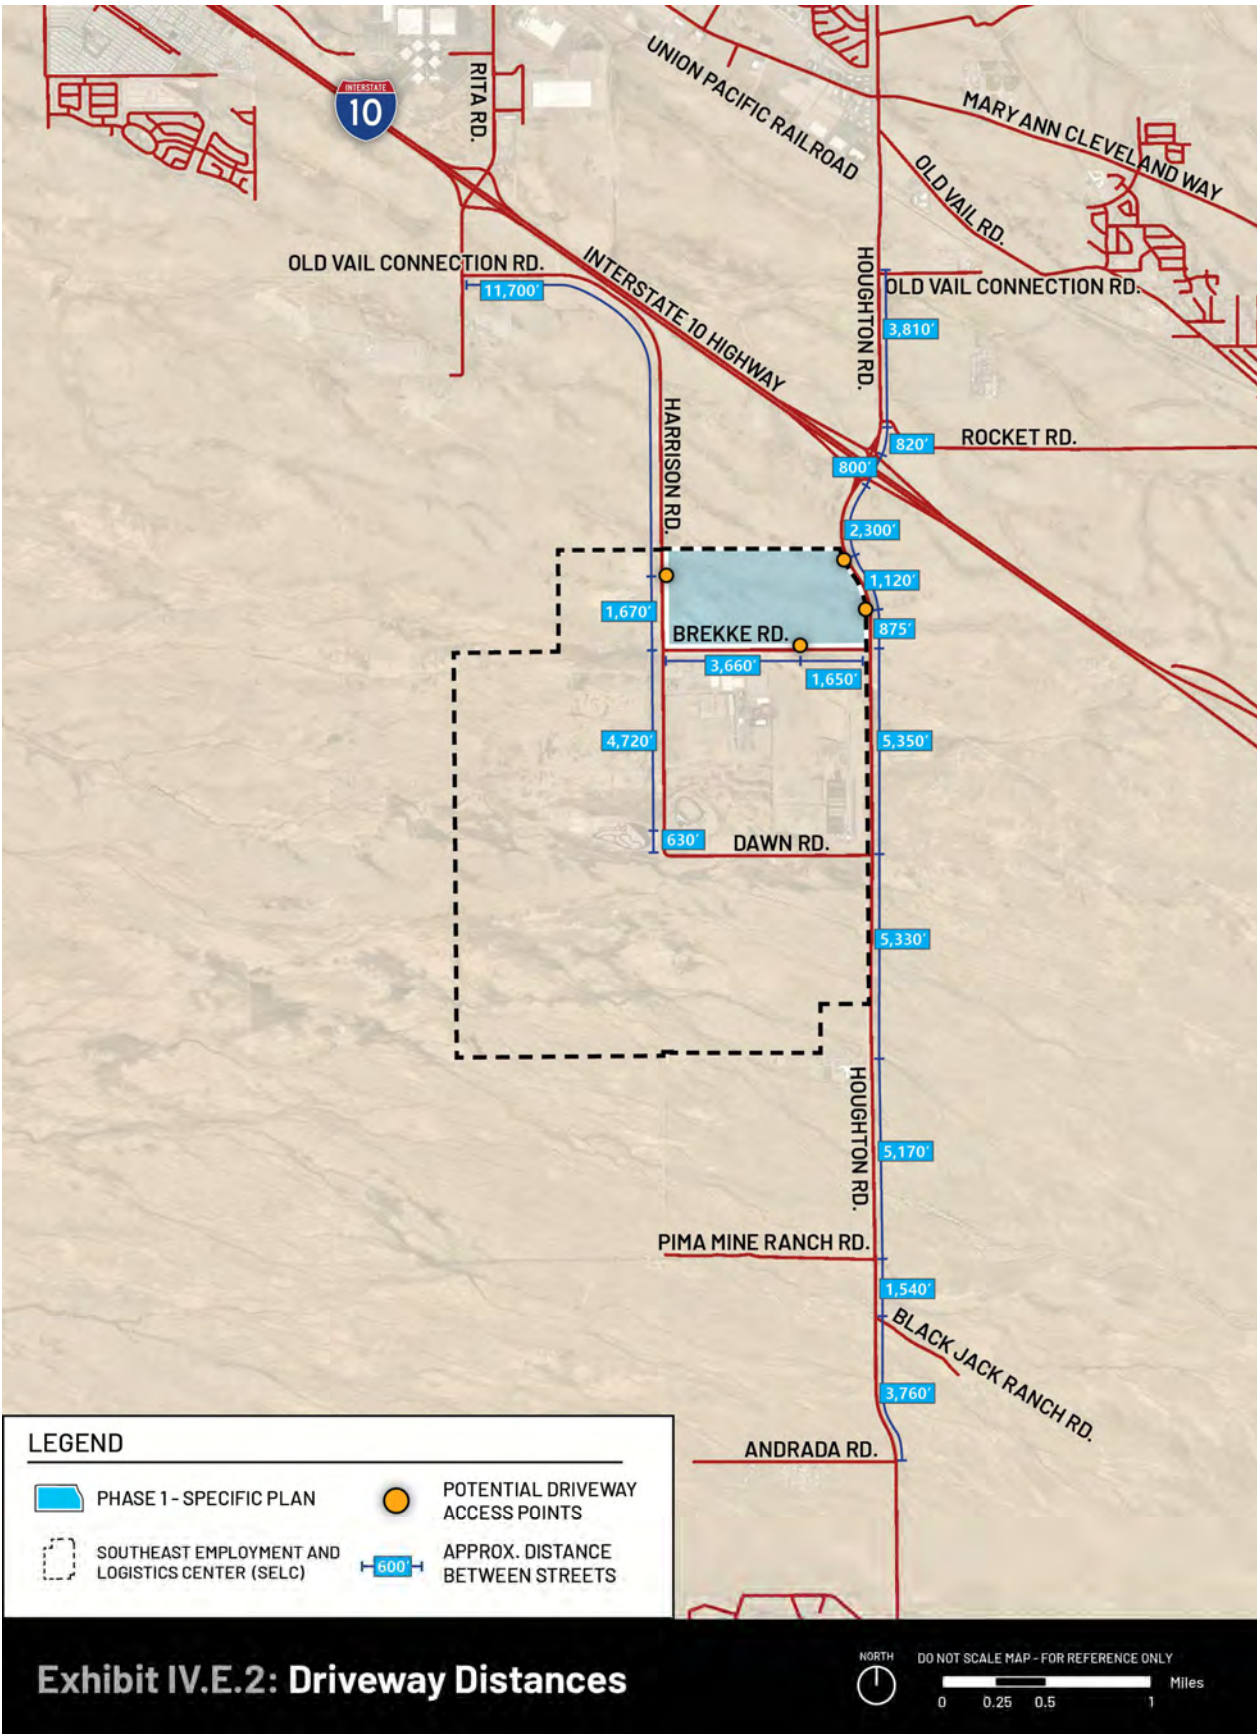 UNION PACIFIC RAILROAD
RITA RD.
INTERSTATE
10
MARY ANN CLEVELAND WAY
OLD VAIL RD.
OLD VAIL CONNECTION RD.
11,700'
INTERSTATE 10 HIGHWAY
HOUGHTON RD.
OLD VAIL CONNECTION RD.
3,810'
HARRISON RD.
820'
ROCKET RD.
800'
2,300'
1,120'
1,670'
BREKKE RD.
875'
3,660'
1,650'
4,720'
5,350'
630'
DAWN RD.
5,330'
HOUGHTON RD.
5,170'
PIMA MINE RANCH RD.
1,540'
BLACK JACK RANCH RD.
3,760'
ANDRADA RD.
LEGEND
PHASE 1 - SPECIFIC PLAN
POTENTIAL DRIVEWAY
ACCESS POINTS
SOUTHEAST EMPLOYMENT AND
LOGISTICS CENTER (SELC)
600'
APPROX. DISTANCE
BETWEEN STREETS
Exhibit IV.E.2: Driveway Distances
NORTH
DO NOT SCALE MAP - FOR REFERENCE ONLY
Miles
0 0.25 0.5 1